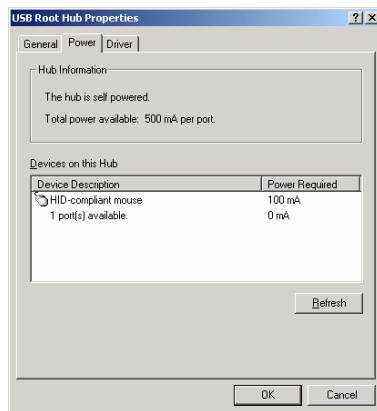 USB Root Hub Properties
General Power Driver
Hub Information
The hub is self powered.
Total power available: 500 mA per port.
Devices on this Hub
Device Description Power Required
HID-compliant mouse 100 mA
1 port(s) available. 0 mA
Refresh
OK Cancel